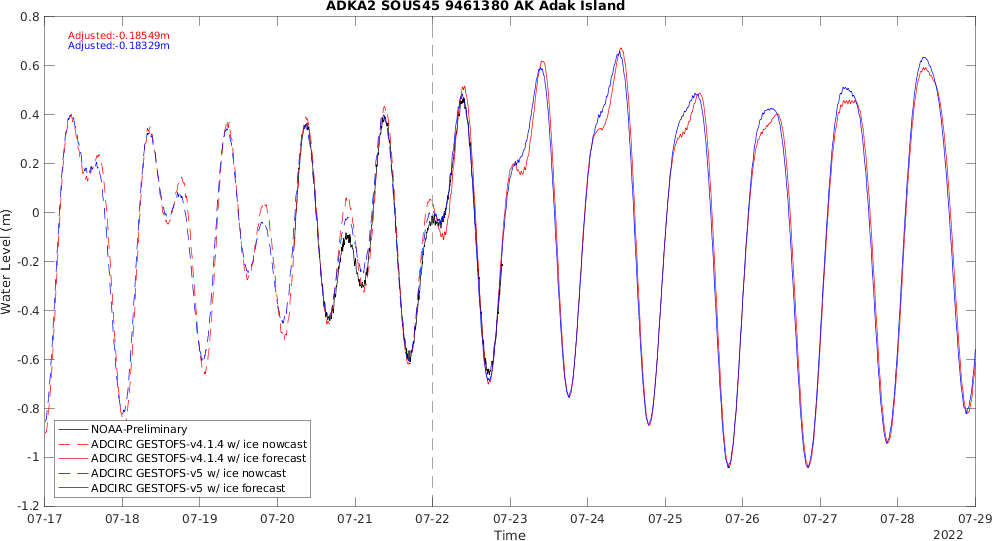 ADKA2 SOUS45 9461380 AK Adak Island
Adjusted:-0.18549m
Adjusted:-0.18329m
Water Level (m)
0.8
0.6
0.4
0.2
0
-0.2
-0.4
-0.6
-0.8
-1
-1.2
NOAA-Preliminary
ADCIRC GESTOFS-v4.1.4 w/ ice nowcast
ADCIRC GESTOFS-v4.1.4 w/ ice forecast
ADCIRC GESTOFS-v5 w/ ice nowcast
ADCIRC GESTOFS-v5 w/ ice forecast
07-17 07-18 07-19 07-20 07-21 07-22 07-23 07-24 07-25 07-26 07-27 07-28 07-29
Time
2022